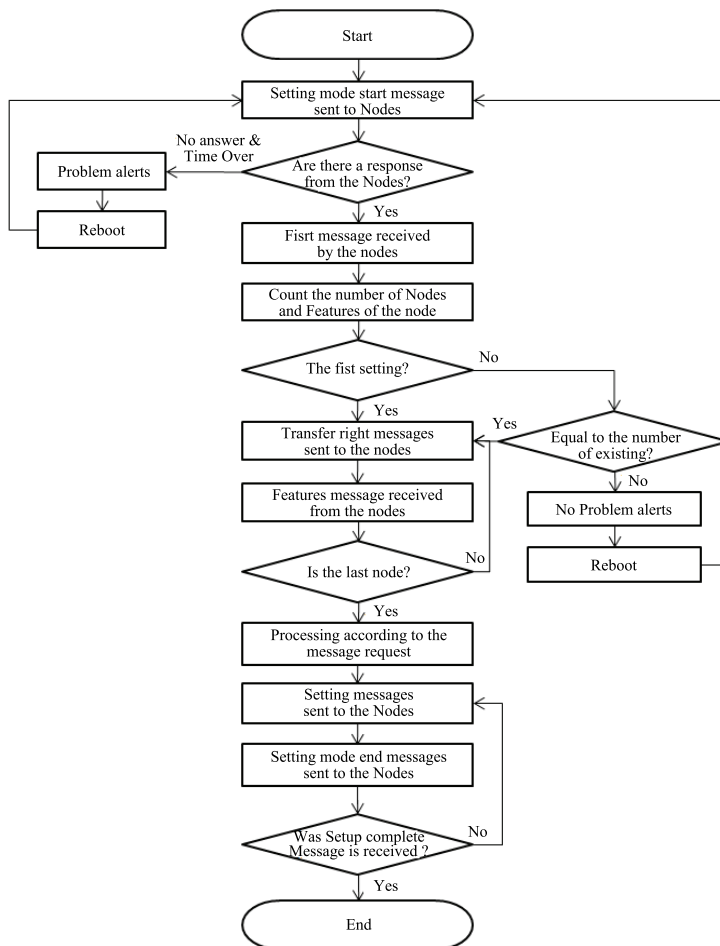 Start
Setting mode start message
sent to Nodes
No answer &
Time Over
Problem alerts
Are there a response
from the Nodes?
Reboot
Yes
Fisrt message received
by the nodes
Count the number of Nodes
and Features of the node
No
The fist setting?
Yes
Yes
Transfer right messages
sent to the nodes
Equal to the number
of existing?
No
Features message received
from the nodes
No Problem alerts
No
Is the last node?
Reboot
Yes
Processing according to the
message request
Setting messages
sent to the Nodes
Setting mode end messages
sent to the Nodes
No
Was Setup complete
Message is received ?
Yes
End